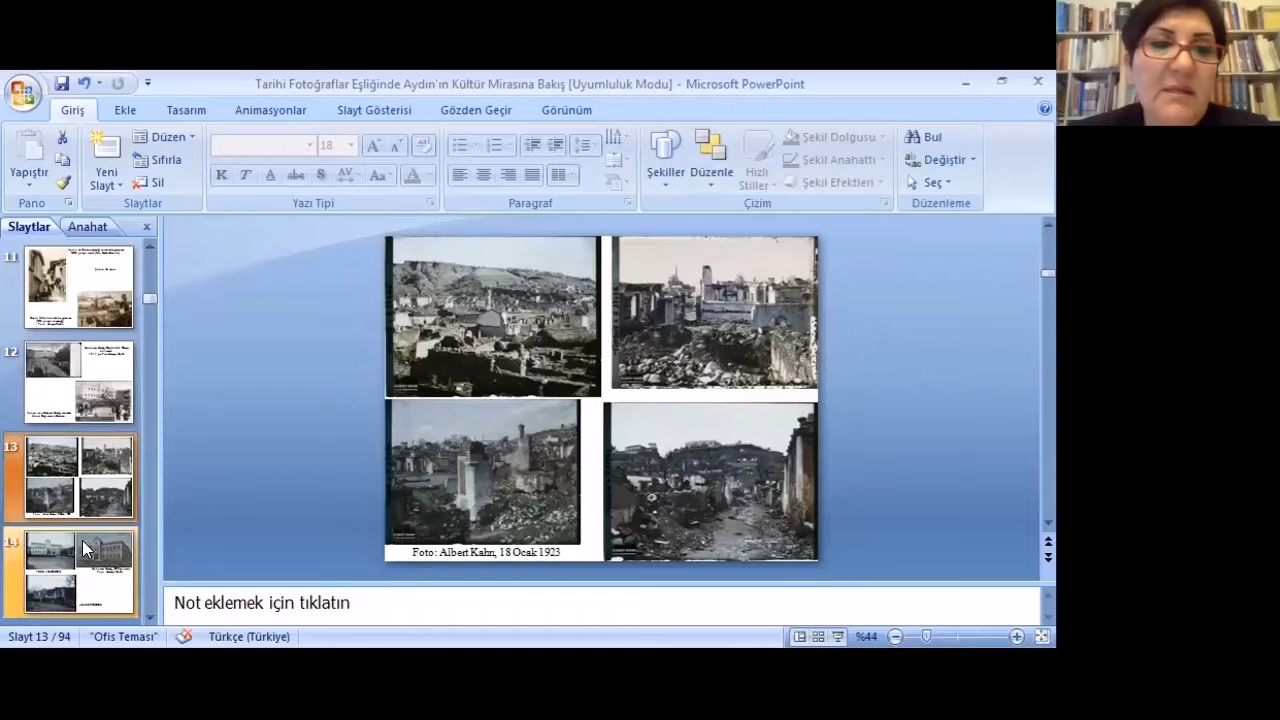 Tarihi Fotoğraflar Eşliğinde Aydın'ın Kültür Mirasına Bakış [Uyumluluk Modu] - Microsoft PowerPoint
Giriş Ekle Tasarım Animasyonlar Slayt Gösterisi Gözden Geçir Görünüm
Yapıştır
Yeni
Slayt
Düzen
Sıfırla
Sil
18
K T A abc S AV Aa A
Şekiller
Düzenle
Hızlı
Stiller
Şekil Dolgusu
Şekil Anahattı
Şekil Efektleri
Bul
Değiştir
Seç
Pano Slaytlar Yazı Tipi Paragraf Çizim Düzenleme
Slaytlar Anahat
11
12
13
14
Foto: Albert Kahn, 18 Ocak 1923
Not eklemek için tıklatın
Slayt 13 / 94 "Ofis Teması" Türkçe (Türkiye) %44